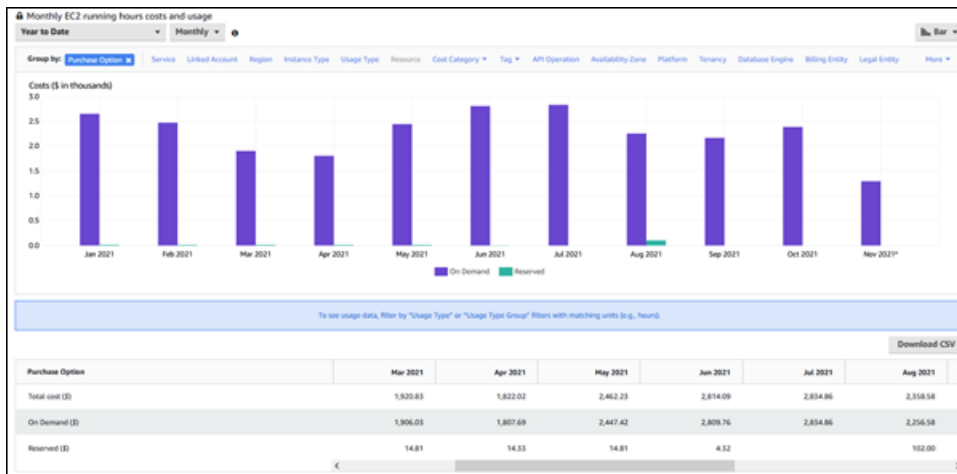 Monthly EC2 running hours costs and usage
Year to Date Monthly Bar
Group by: Purchase Option Service Linked Account Region Instance Type Usage Type Resource Cost Category Tag API Operation Availability Zone Platform Tenancy Database Engine Billing Entity Legal Entity More
Costs ($ in thousands)
3.0
2.5
2.0
1.5
1.0
0.5
0.0
Jan 2021 Feb 2021 Mar 2021 Apr 2021 May 2021 Jun 2021 Jul 2021 Aug 2021 Sep 2021 Oct 2021 Nov 2021*
On Demand Reserved
To see usage data, filter by "Usage Type" or "Usage Type Group" filters with matching units (e.g., hours).
Download CSV
Purchase Option Mar 2021 Apr 2021 May 2021 Jun 2021 Jul 2021 Aug 2021
Total cost ($) 1,920.83 1,822.02 2,462.23 2,814.09 2,834.86 2,358.58
On Demand ($) 1,906.03 1,807.69 2,447.42 2,809.76 2,834.86 2,256.58
Reserved ($) 14.81 14.33 14.81 4.32 102.00